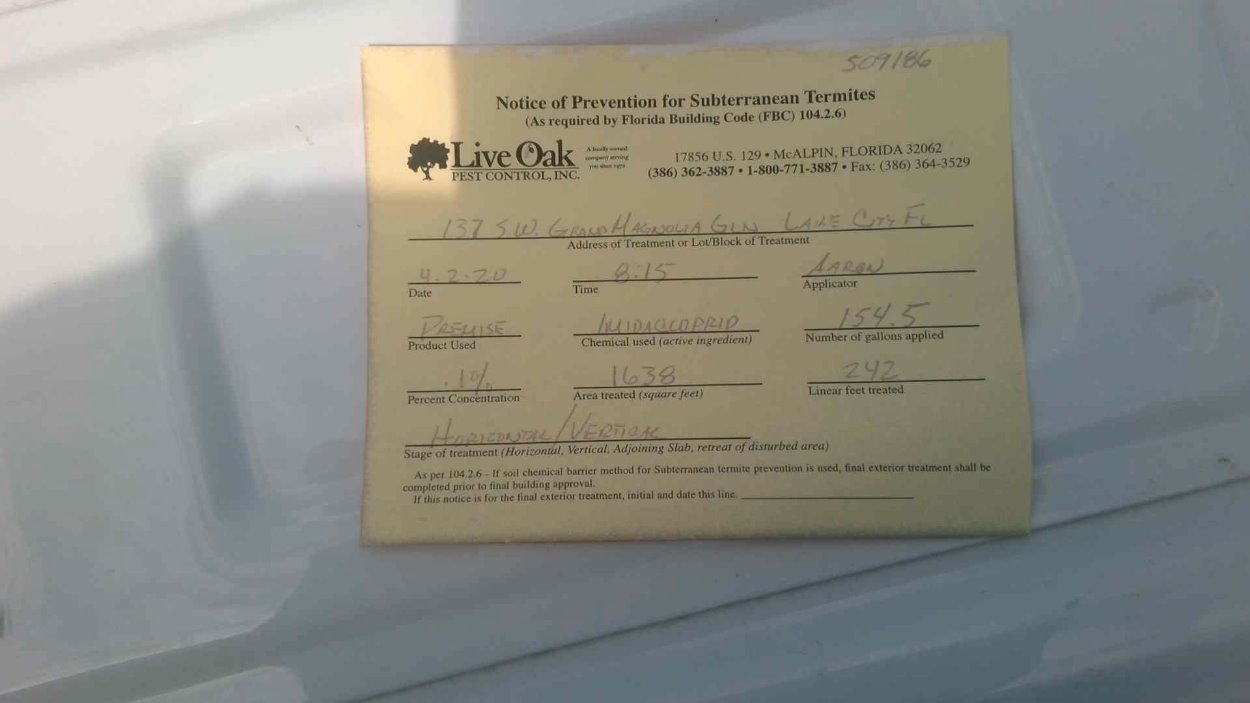 509186
Notice of Prevention for Subterranean Termites
(As required by Florida Building Code (FBC) 104.2.6)
Live Oak
PEST CONTROL, INC.
A locally owned
company serving
you since 1972
17856 U.S. 129 • McALPIN, FLORIDA 32062
(386) 362-3887 • 1-800-771-3887 • Fax: (386) 364-3529
137 S.W. GRAND MAGNOLIA GLN LAKE CITY FL
Address of Treatment or Lot/Block of Treatment
4-2-20 8:15 AARON
Date Time Applicator
PREMISE IMIDACLOPRID 154.5
Product Used Chemical used (active ingredient) Number of gallons applied
.1% 1638 242
Percent Concentration Area treated (square feet) Linear feet treated
HORIZONTAL/VERTICAL
Stage of treatment (Horizontal, Vertical, Adjoining Slab, retreat of disturbed area)
As per 104.2.6 - If soil chemical barrier method for Subterranean termite prevention is used, final exterior treatment shall be
completed prior to final building approval.
If this notice is for the final exterior treatment, initial and date this line.